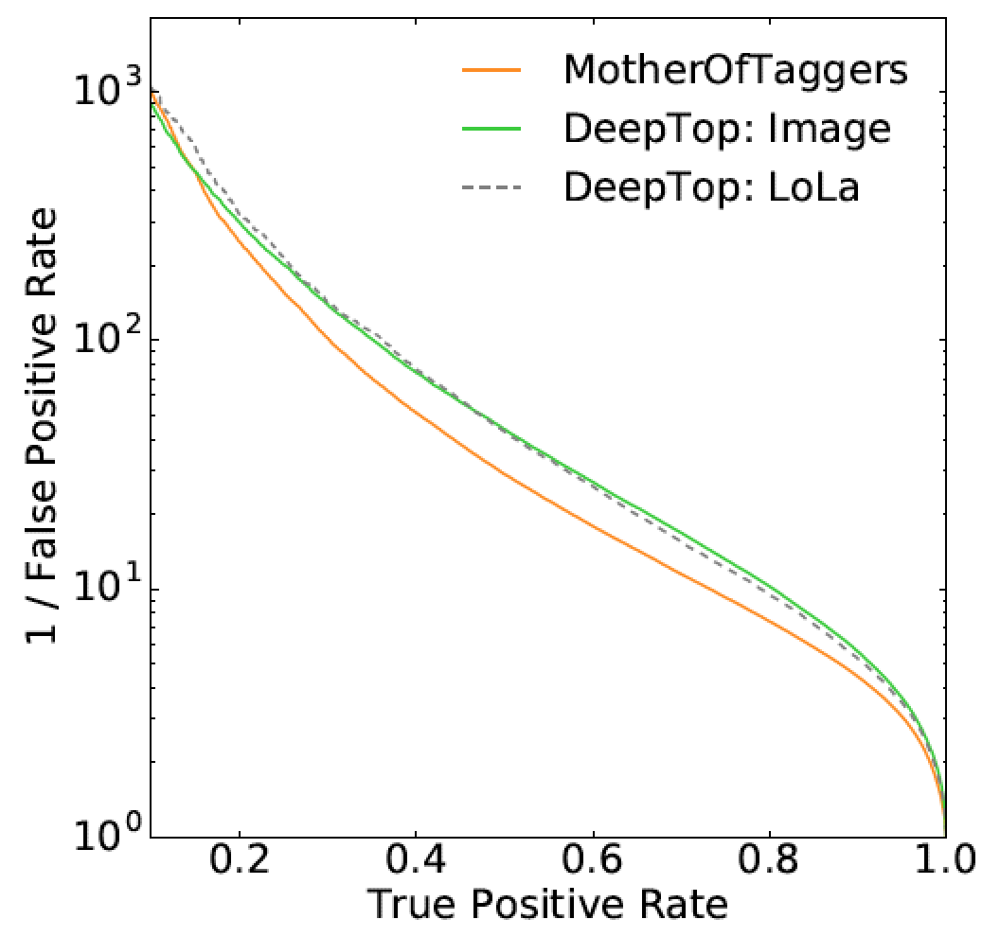 MotherOfTaggers
DeepTop: Image
DeepTop: LoLa
1 / False Positive Rate
10³
10²
10¹
10⁰
0.2 0.4 0.6 0.8 1.0
True Positive Rate